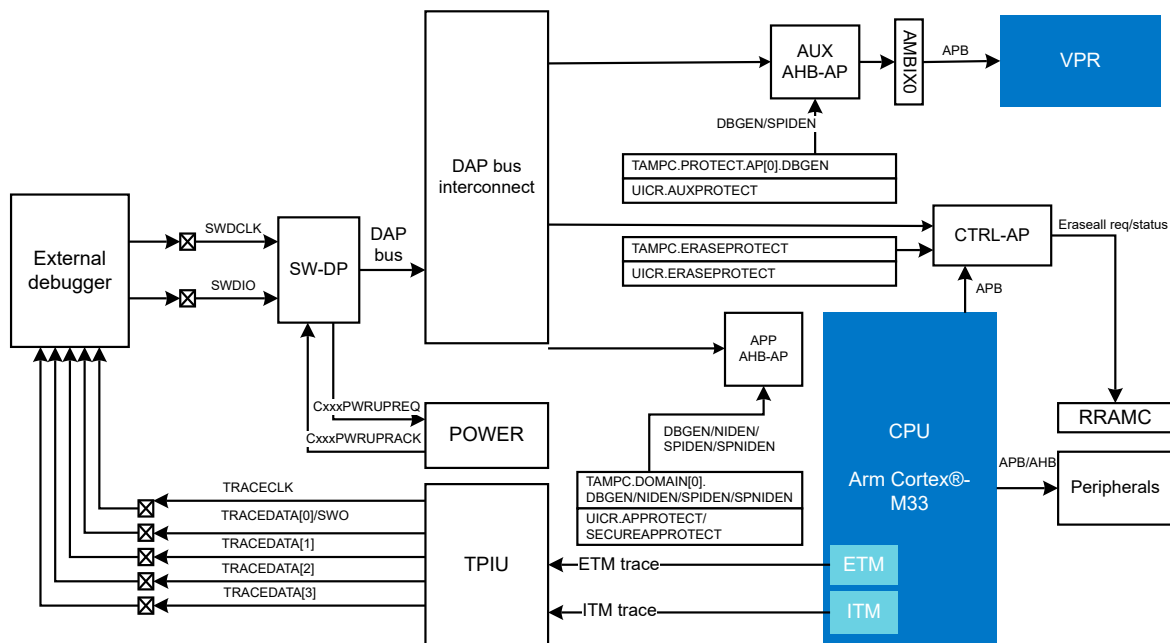 AUX
AHB-AP
AMBIX0
APB
VPR
DBGEN/SPIDEN
TAMPC.PROTECT.AP[0].DBGEN
UICR.AUXPROTECT
DAP bus
interconnect
External
debugger
SWDCLK
SWDIO
SW-DP
DAP
bus
TAMPC.ERASEPROTECT
UICR.ERASEPROTECT
CTRL-AP
Eraseall req/status
APB
APP
AHB-AP
CxxxPWRUPREQ
CxxxPWRUPRACK
POWER
DBGEN/NIDEN/
SPIDEN/SPNIDEN
TAMPC.DOMAIN[0].
DBGEN/NIDEN/SPIDEN/SPNIDEN
UICR.APPROTECT/
SECUREAPPROTECT
CPU
Arm Cortex®-
M33
RRAMC
APB/AHB
Peripherals
TRACECLK
TRACEDATA[0]/SWO
TRACEDATA[1]
TRACEDATA[2]
TRACEDATA[3]
TPIU
ETM trace
ETM
ITM trace
ITM